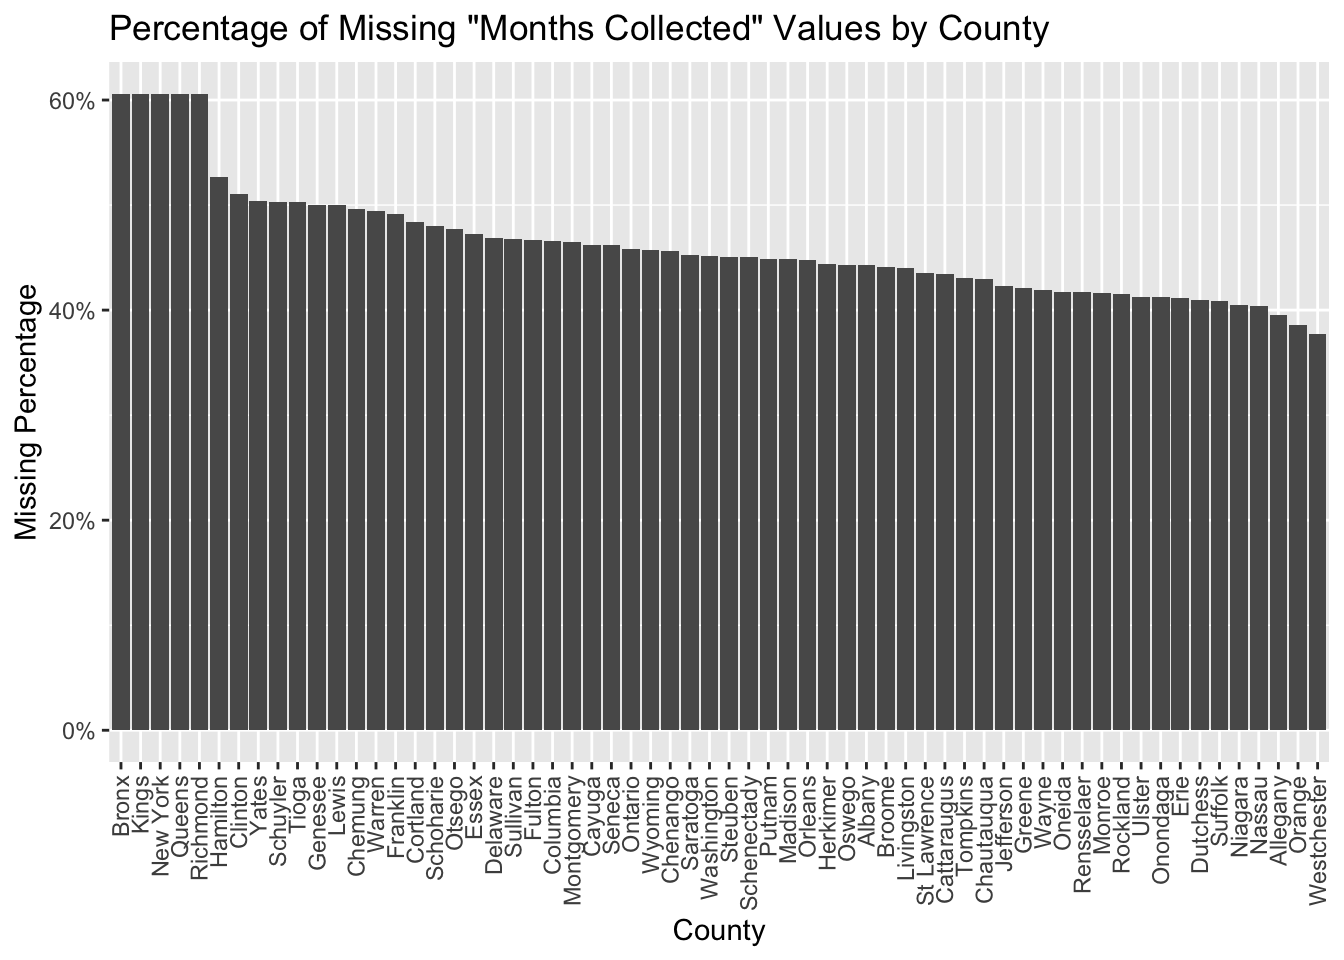 Percentage of Missing "Months Collected" Values by County
60%
40%
20%
0%
Missing Percentage
Bronx
Kings
New York
Queens
Richmond
Hamilton
Clinton
Yates
Schuyler
Tioga
Genesee
Lewis
Chemung
Warren
Franklin
Cortland
Schoharie
Otsego
Essex
Delaware
Sullivan
Fulton
Columbia
Montgomery
Cayuga
Seneca
Ontario
Wyoming
Chenango
Saratoga
Washington
Steuben
Schenectady
Putnam
Madison
Orleans
Herkimer
Oswego
Albany
Broome
Livingston
St Lawrence
Cattaraugus
Tompkins
Chautauqua
Jefferson
Greene
Wayne
Oneida
Rensselaer
Monroe
Rockland
Ulster
Onondaga
Erie
Dutchess
Suffolk
Niagara
Nassau
Allegany
Orange
Westchester
County